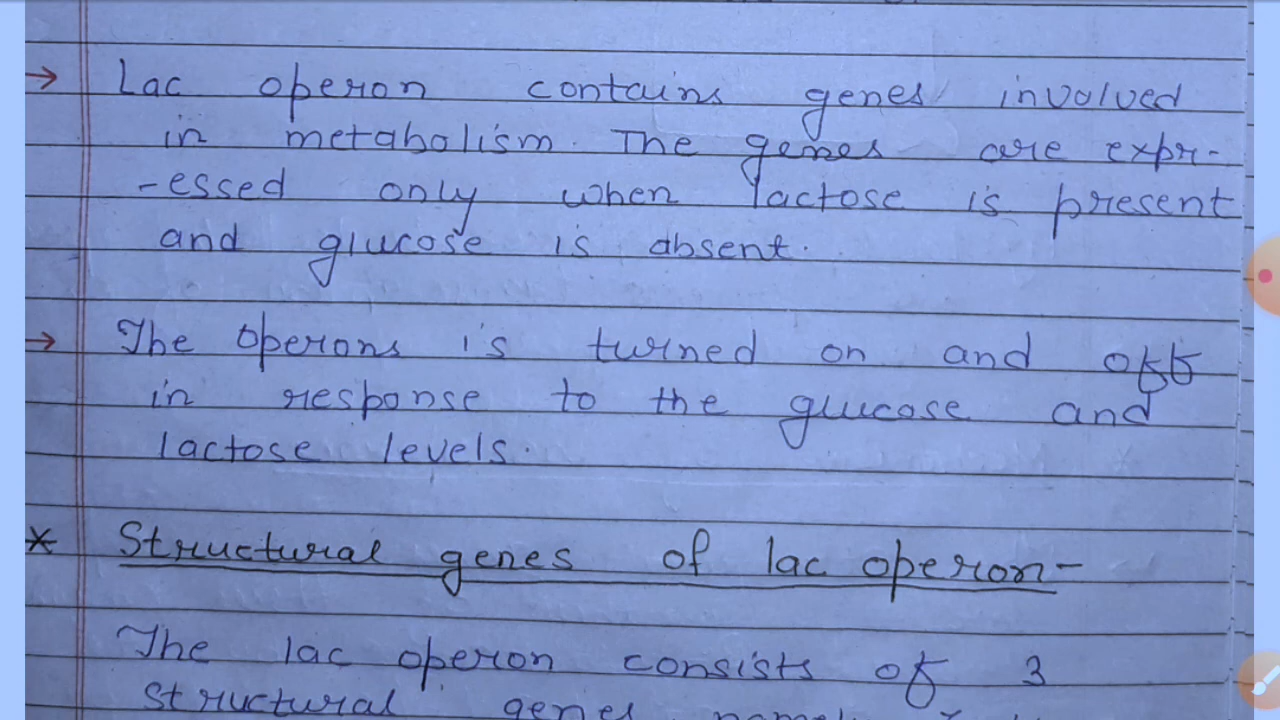 → Lac operon contains genes involved
in metabolism. The genes are expr-
-essed only when lactose is present
and glucose is absent.
→ The operons is turned on and off
in response to the glucose and
lactose levels.
* Structural genes of lac operon-
The lac operon consists of 3
structural genes